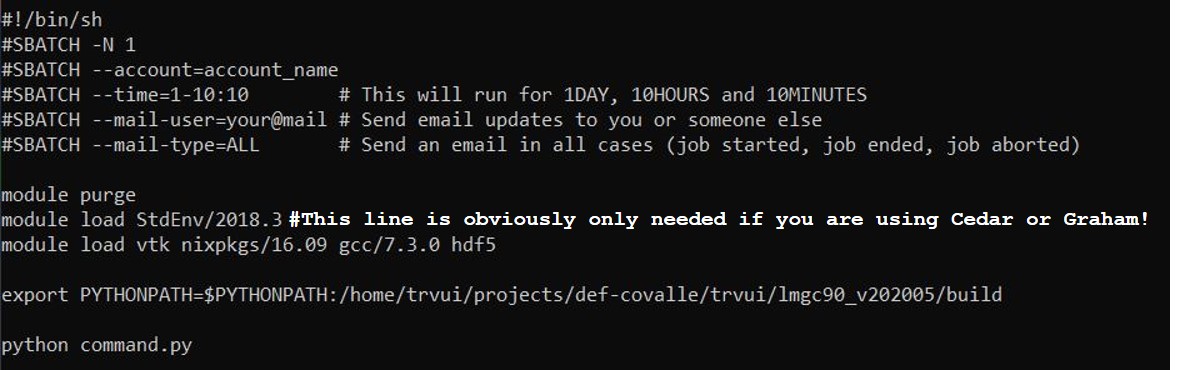 #!/bin/sh
#SBATCH -N 1
#SBATCH --account=account_name
#SBATCH --time=1-10:10        # This will run for 1DAY, 10HOURS and 10MINUTES
#SBATCH --mail-user=your@mail # Send email updates to you or someone else
#SBATCH --mail-type=ALL       # Send an email in all cases (job started, job ended, job aborted)
module purge
module load StdEnv/2018.3 #This line is obviously only needed if you are using Cedar or Graham!
module load vtk nixpkgs/16.09 gcc/7.3.0 hdf5
export PYTHONPATH=$PYTHONPATH:/home/trvui/projects/def-covalle/trvui/lmgc90_v202005/build
python command.py